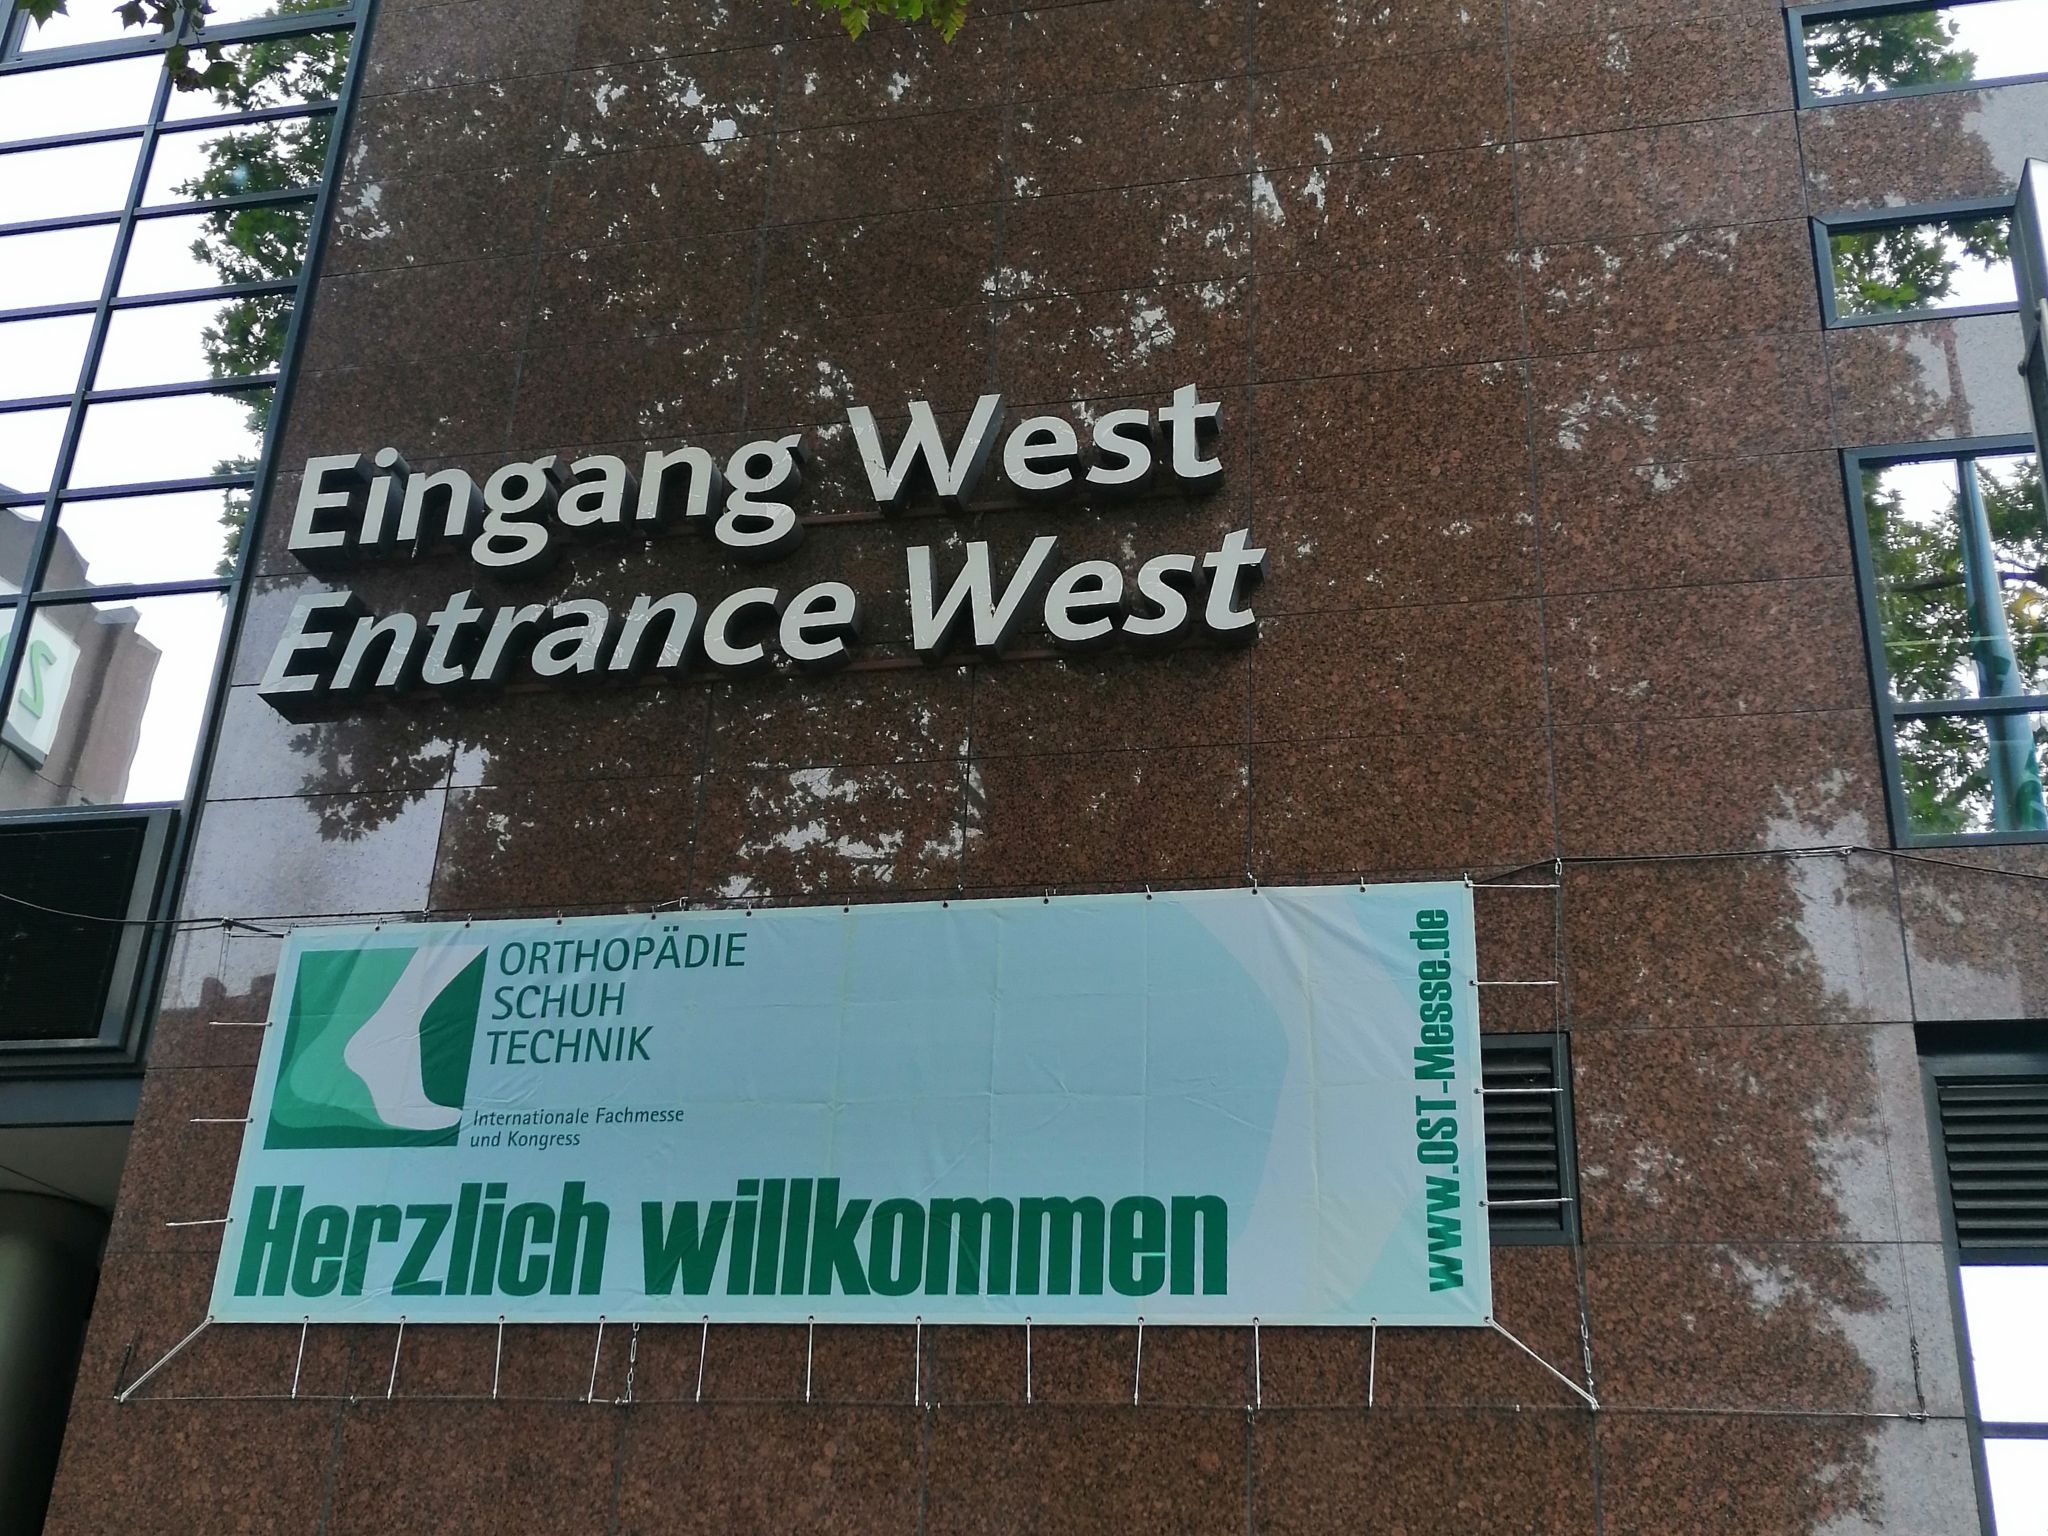 Eingang West
Entrance West
ORTHOPÄDIE
SCHUH
TECHNIK
Internationale Fachmesse
und Kongress
Herzlich willkommen
www.OST-Messe.de